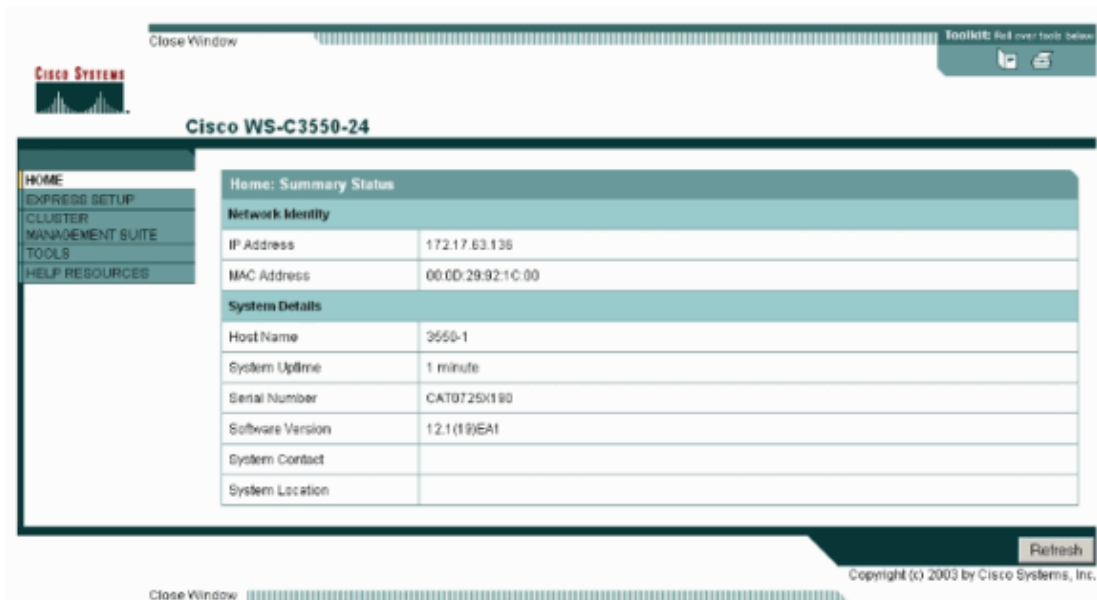 Close Window
Toolkit: Roll over tools below
CISCO SYSTEMS
Cisco WS-C3550-24
HOME
EXPRESS SETUP
CLUSTER
MANAGEMENT SUITE
TOOLS
HELP RESOURCES
Home: Summary Status
Network Identity
IP Address 172.17.63.136
MAC Address 00:0D:29:92:1C:00
System Details
Host Name 3550-1
System Uptime 1 minute
Serial Number CAT0725X190
Software Version 12.1(19)EA1
System Contact
System Location
Refresh
Copyright (c) 2003 by Cisco Systems, Inc.
Close Window